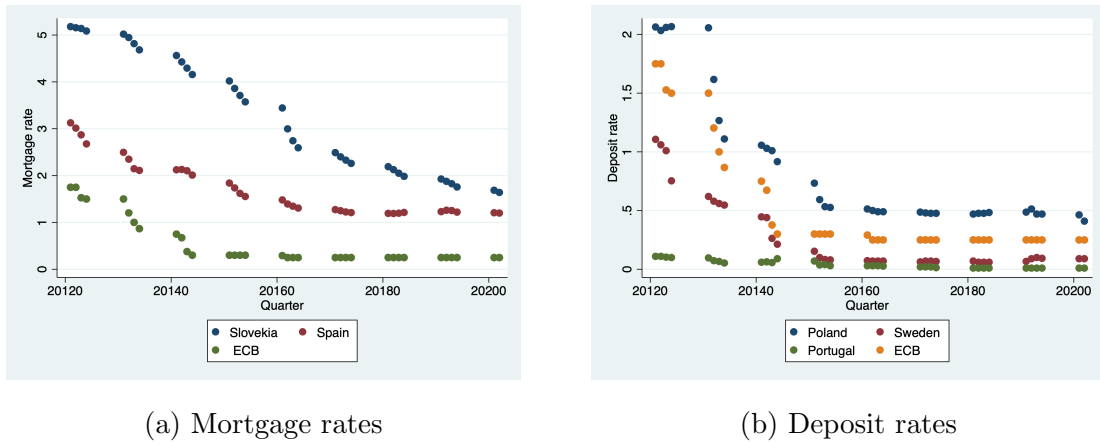 5
4
3
2
1
0
Mortgage rate
20120 20140 20160 20180 20200
Quarter
Slovekia Spain
ECB
(a) Mortgage rates
2
1.5
1
.5
0
Deposit rate
20120 20140 20160 20180 20200
Quarter
Poland Sweden
Portugal ECB
(b) Deposit rates